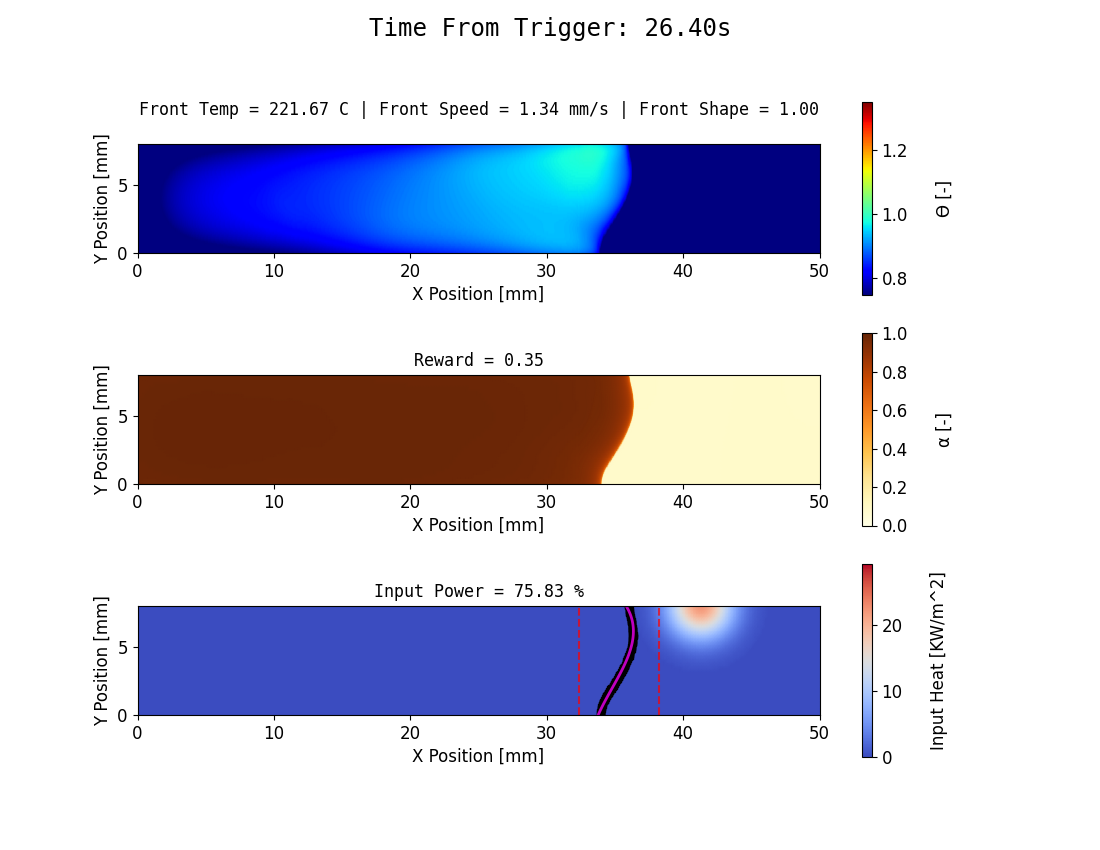 Time From Trigger: 26.40s
Front Temp = 221.67 C | Front Speed = 1.34 mm/s | Front Shape = 1.00
Y Position [mm]
5
0
0 10 20 30 40 50
X Position [mm]
1.2
1.0
0.8
Θ [-]
Reward = 0.35
Y Position [mm]
5
0
0 10 20 30 40 50
X Position [mm]
1.0
0.8
0.6
0.4
0.2
0.0
α [-]
Input Power = 75.83 %
Y Position [mm]
5
0
0 10 20 30 40 50
X Position [mm]
20
10
0
Input Heat [KW/m^2]